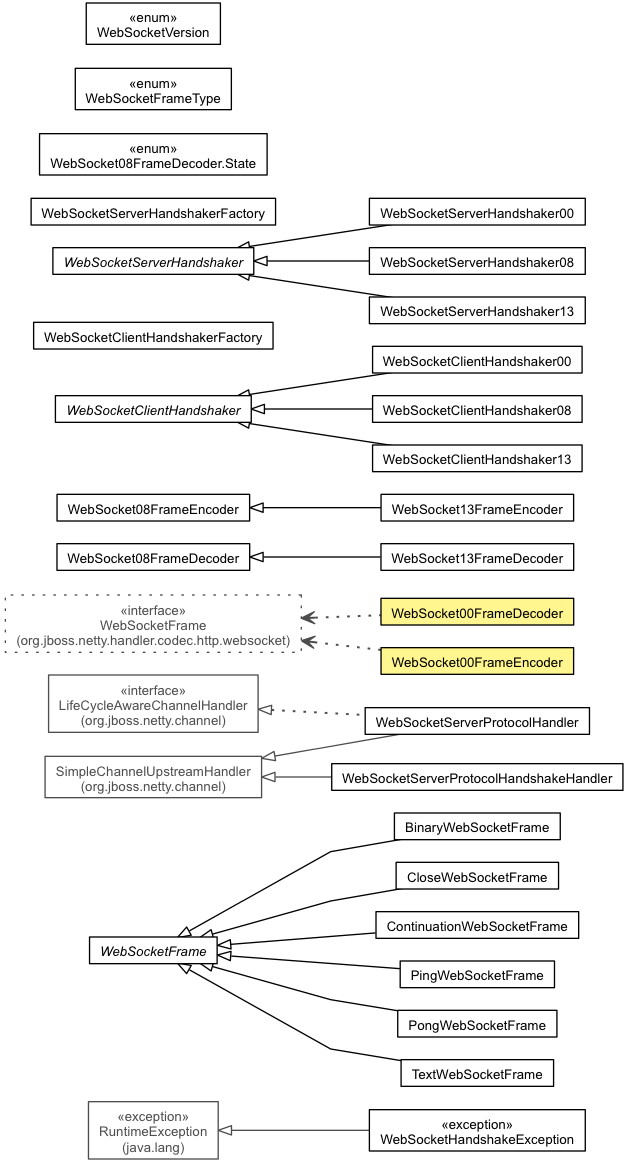 «enum»
WebSocketVersion
«enum»
WebSocketFrameType
«enum»
WebSocket08FrameDecoder.State
WebSocketServerHandshakerFactory
WebSocketServerHandshaker00
WebSocketServerHandshaker
WebSocketServerHandshaker08
WebSocketServerHandshaker13
WebSocketClientHandshakerFactory
WebSocketClientHandshaker00
WebSocketClientHandshaker
WebSocketClientHandshaker08
WebSocketClientHandshaker13
WebSocket08FrameEncoder
WebSocket13FrameEncoder
WebSocket08FrameDecoder
WebSocket13FrameDecoder
«interface»
WebSocketFrame
(org.jboss.netty.handler.codec.http.websocket)
WebSocket00FrameDecoder
WebSocket00FrameEncoder
«interface»
LifeCycleAwareChannelHandler
(org.jboss.netty.channel)
WebSocketServerProtocolHandler
SimpleChannelUpstreamHandler
(org.jboss.netty.channel)
WebSocketServerProtocolHandshakeHandler
BinaryWebSocketFrame
CloseWebSocketFrame
ContinuationWebSocketFrame
WebSocketFrame
PingWebSocketFrame
PongWebSocketFrame
TextWebSocketFrame
«exception»
RuntimeException
(java.lang)
«exception»
WebSocketHandshakeException